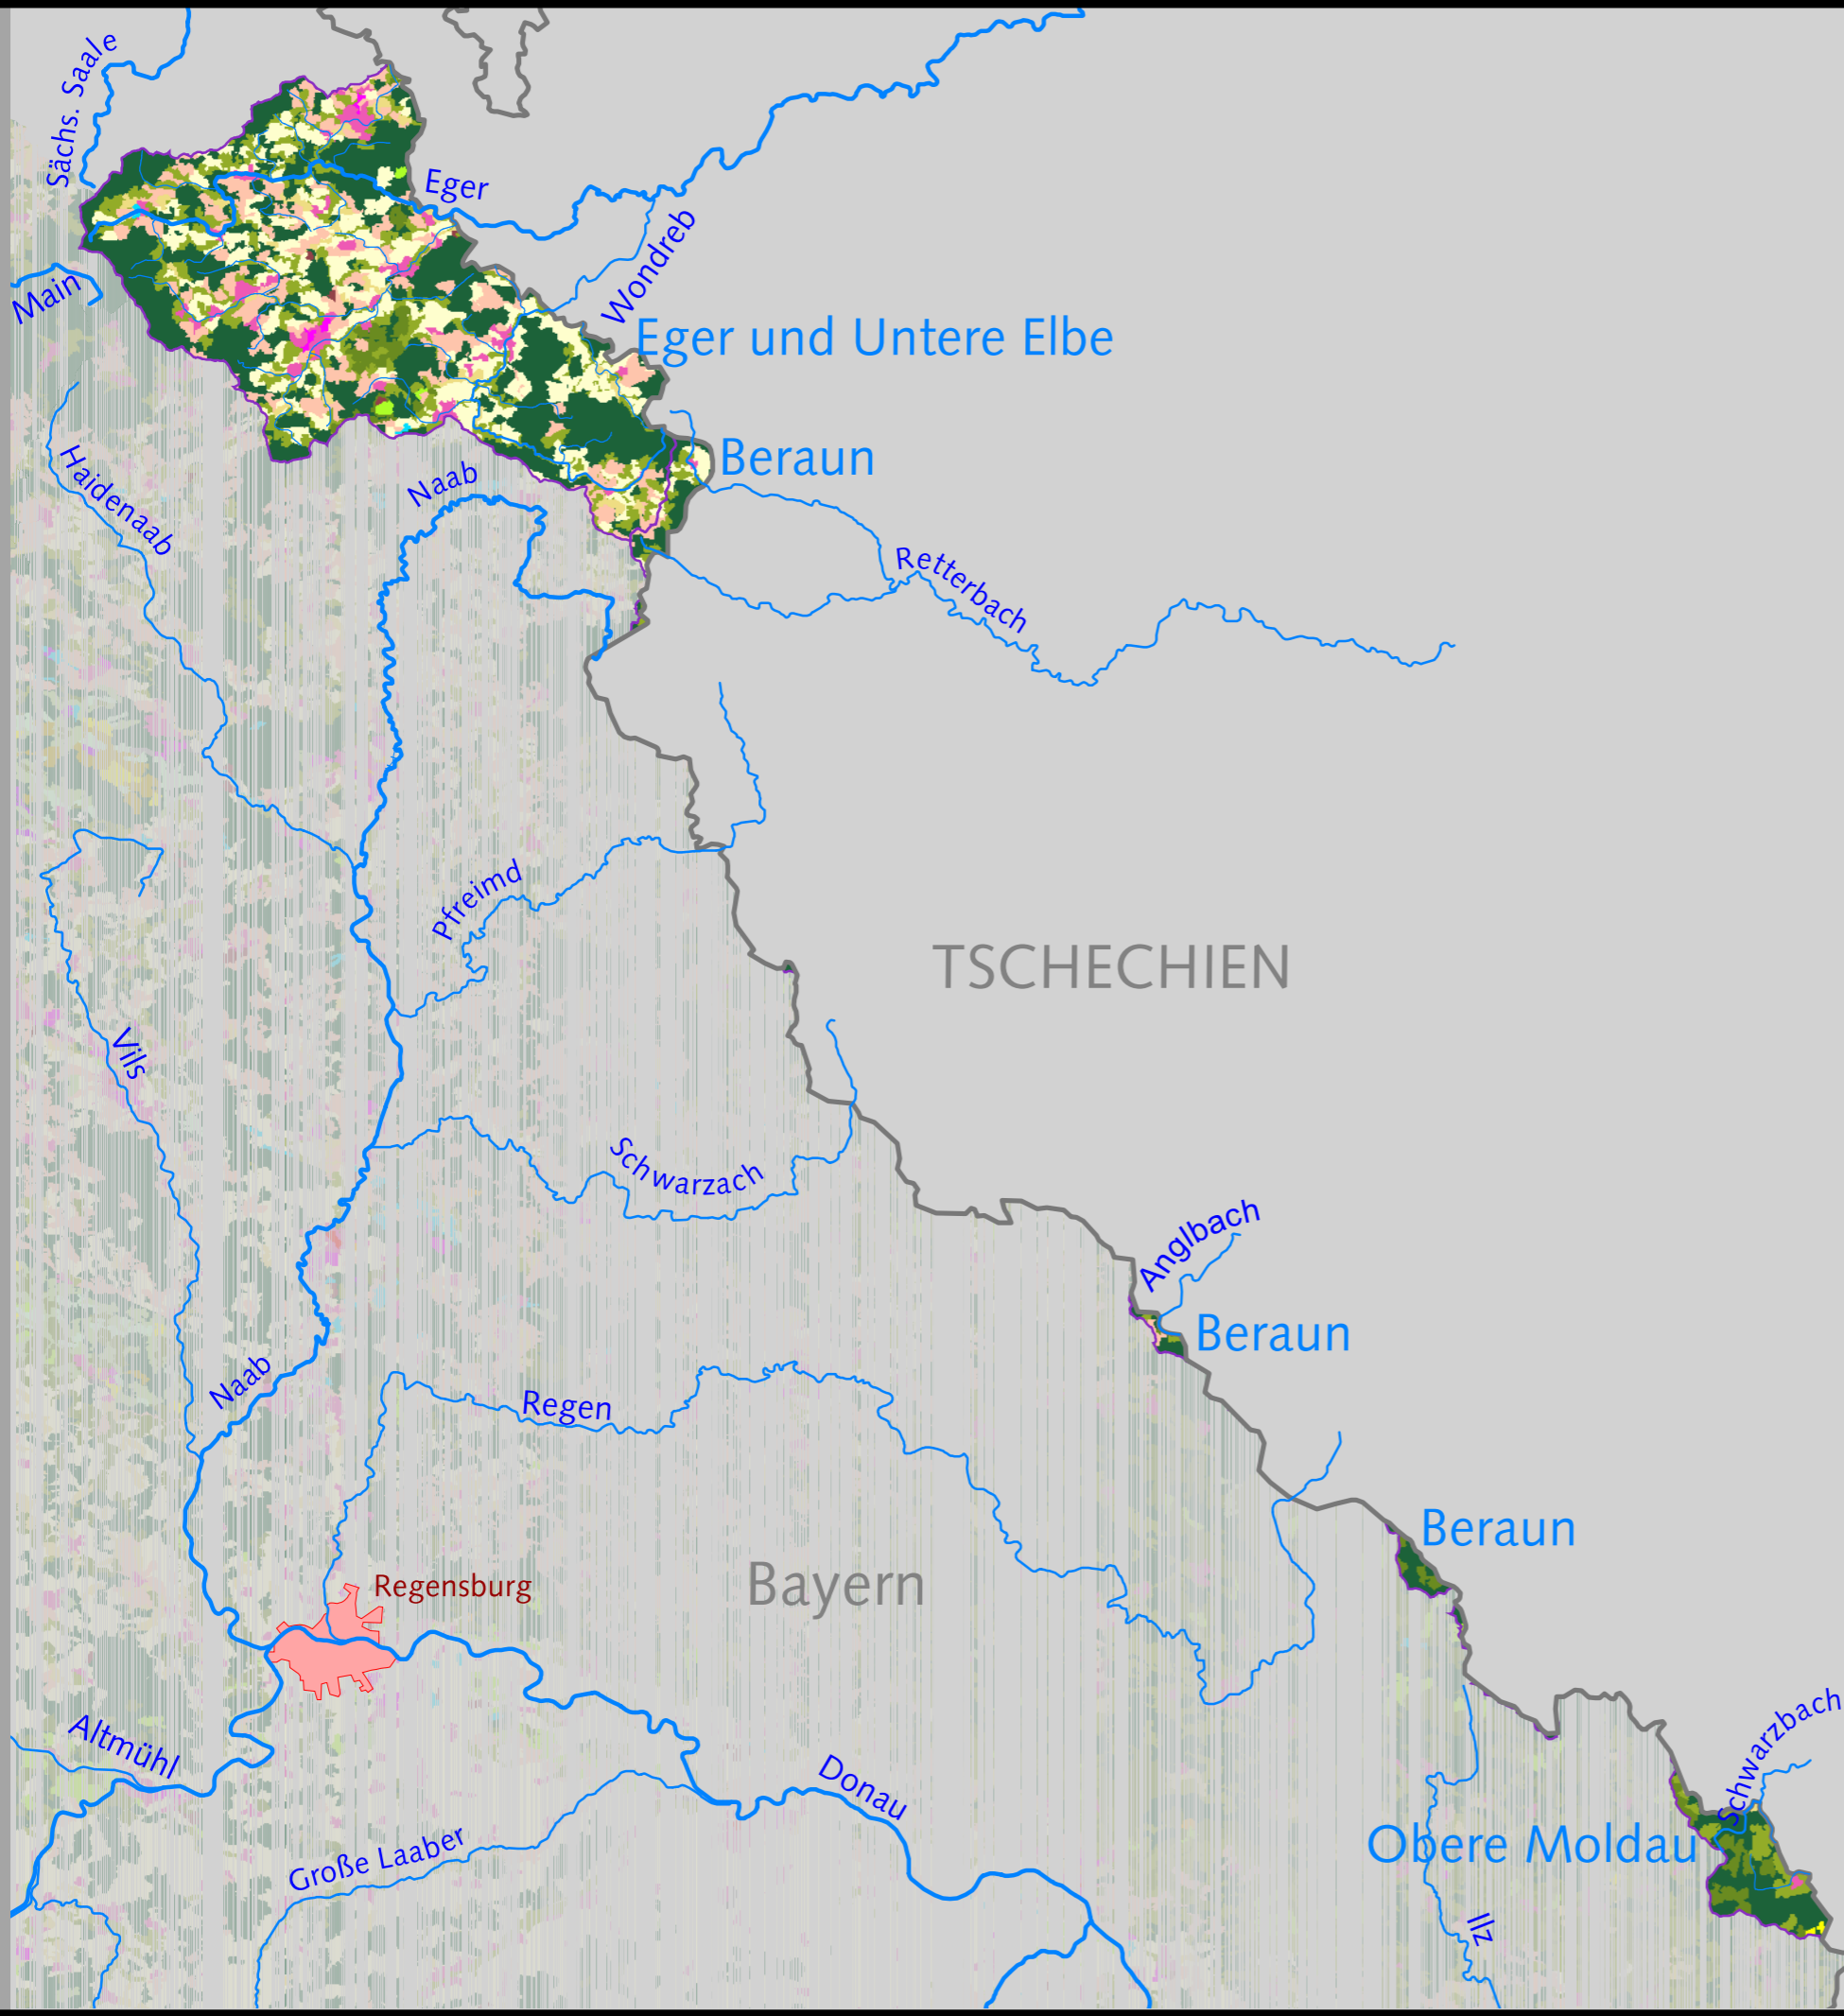 Sächs. Saale
Eger
Wondreb
Main
Eger und Untere Elbe
Beraun
Haidenaab
Naab
Retterbach
Pfreimd
TSCHECHIEN
Vils
Schwarzach
Anglbach
Beraun
Naab
Regen
Beraun
Bayern
Regensburg
Schwarzbach
Altmühl
Donau
Obere Moldau
Große Laaber
Ilz